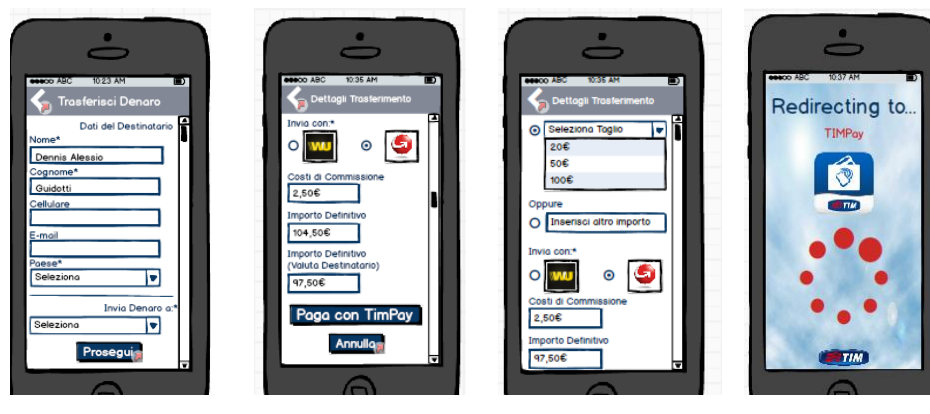 ABC 10:23 AM
Trasferisci Denaro
Dati del Destinatario
Nome*
Dennis Alessio
Cognome*
Guidotti
Cellulare
E-mail
Paese*
Seleziona
Invia Denaro a:*
Seleziona
Prosegui
ABC 10:35 AM
Dettagli Trasferimento
Invia con:*
WU
Costi di Commissione
2,50€
Importo Definitivo
104,50€
Importo Definitivo
(Valuta Destinatario)
97,50€
Paga con TimPay
Annulla
ABC 10:35 AM
Dettagli Trasferimento
Seleziona Taglio
20€
50€
100€
Oppure
Inserisci altro importo
Invia con:*
WU
Costi di Commissione
2,50€
Importo Definitivo
97,50€
ABC 10:37 AM
Redirecting to...
TIMPay
TIM
TIM